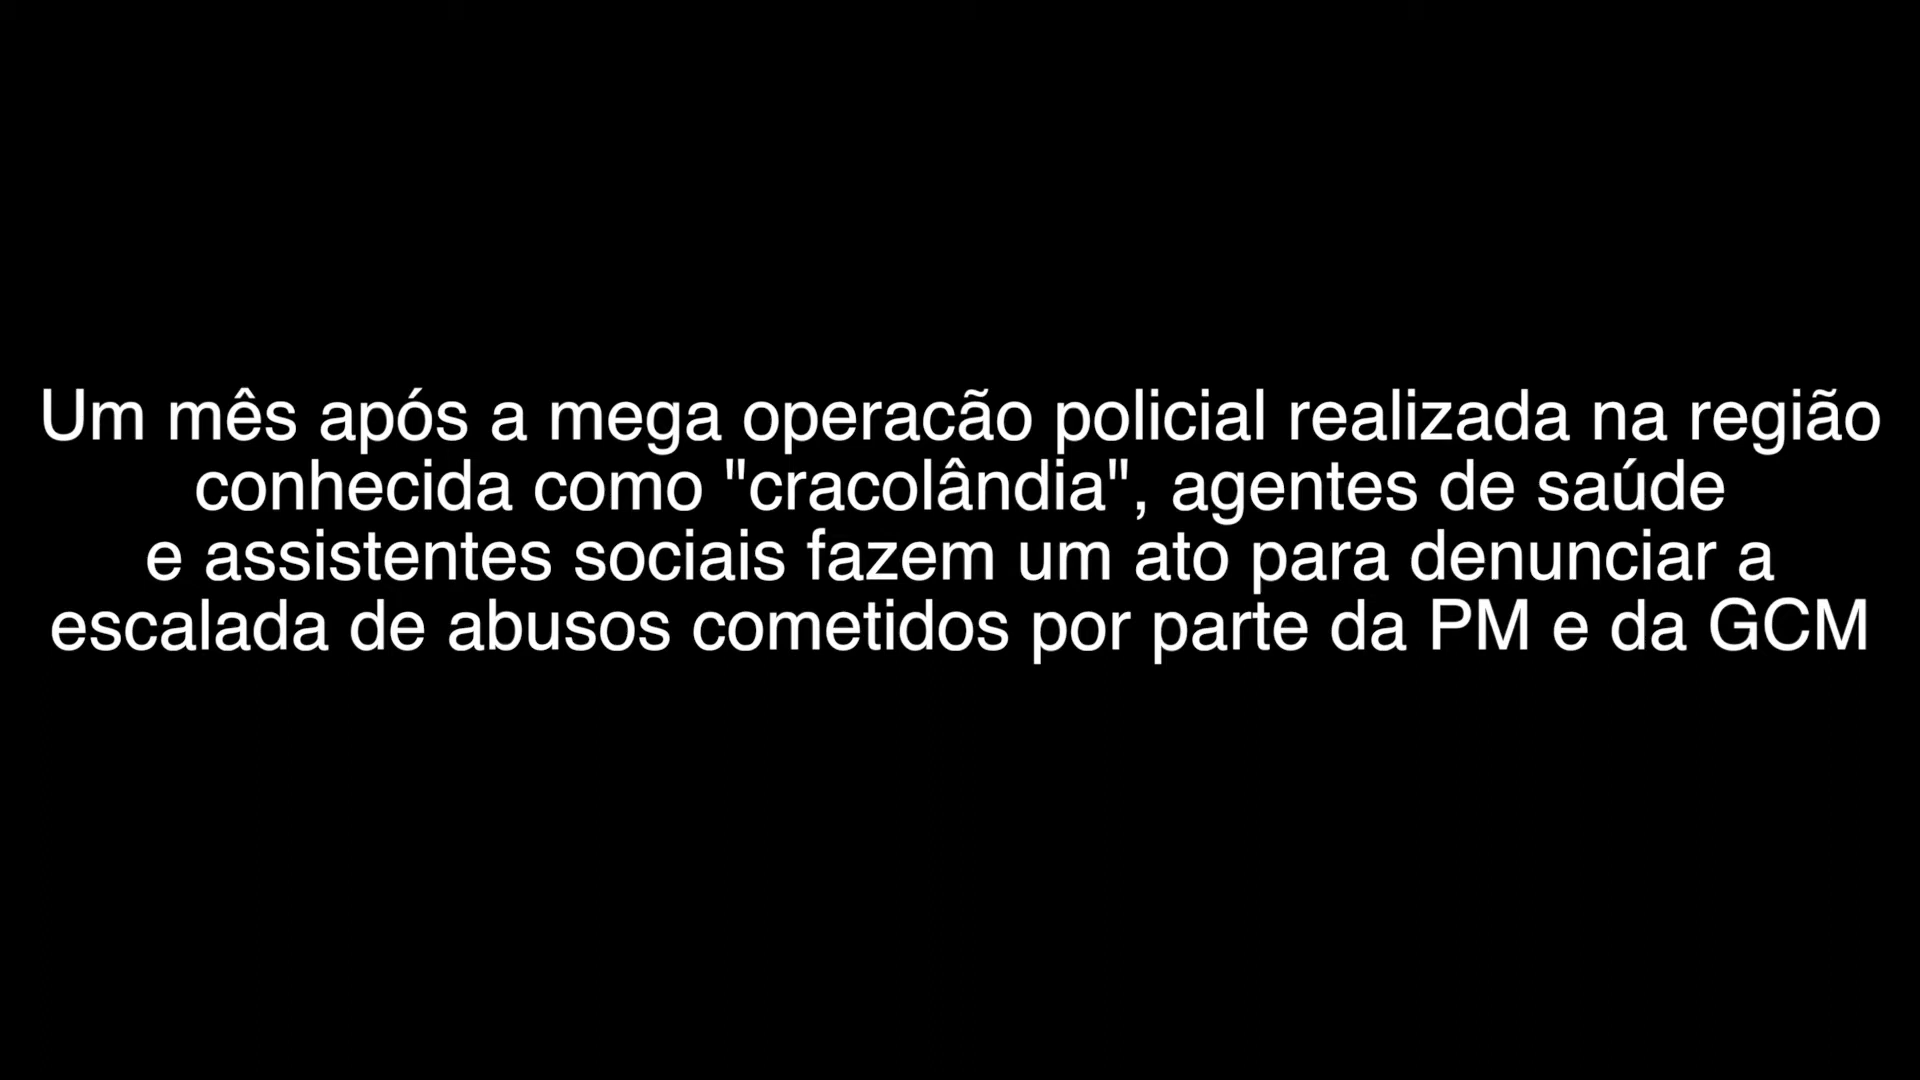 Um mês após a mega operacão policial realizada na região
conhecida como "cracolândia", agentes de saúde
e assistentes sociais fazem um ato para denunciar a
escalada de abusos cometidos por parte da PM e da GCM